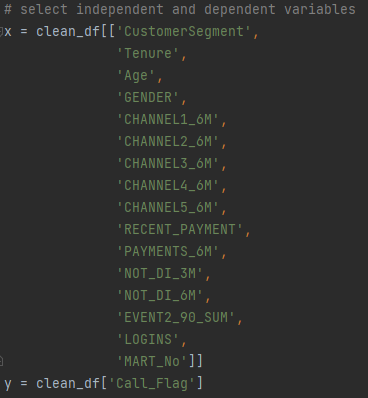 # select independent and dependent variables
x = clean_df[['CustomerSegment',
'Tenure',
'Age',
'GENDER',
'CHANNEL1_6M',
'CHANNEL2_6M',
'CHANNEL3_6M',
'CHANNEL4_6M',
'CHANNEL5_6M',
'RECENT_PAYMENT',
'PAYMENTS_6M',
'NOT_DI_3M',
'NOT_DI_6M',
'EVENT2_90_SUM',
'LOGINS',
'MART_No']]
y = clean_df['Call_Flag']